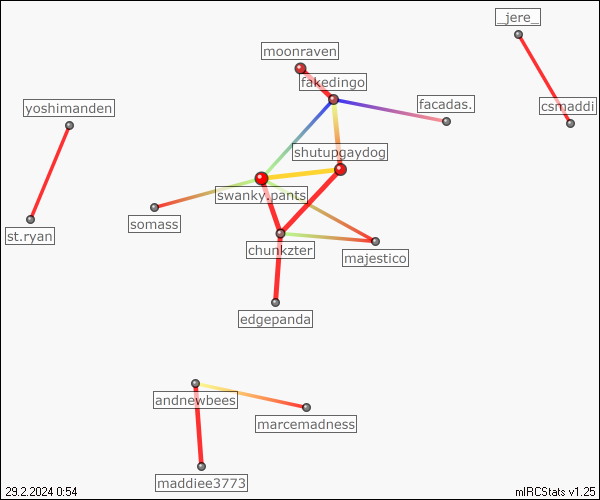 _jere_
moonraven
fakedingo
yoshimanden
facadas.
csmaddi
shutupgaydog
swanky.pants
somass
st.ryan
chunkzter
majestico
edgepanda
andnewbees
marcemadness
maddiee3773
29.2.2024 0:54
mIRCStats v1.25